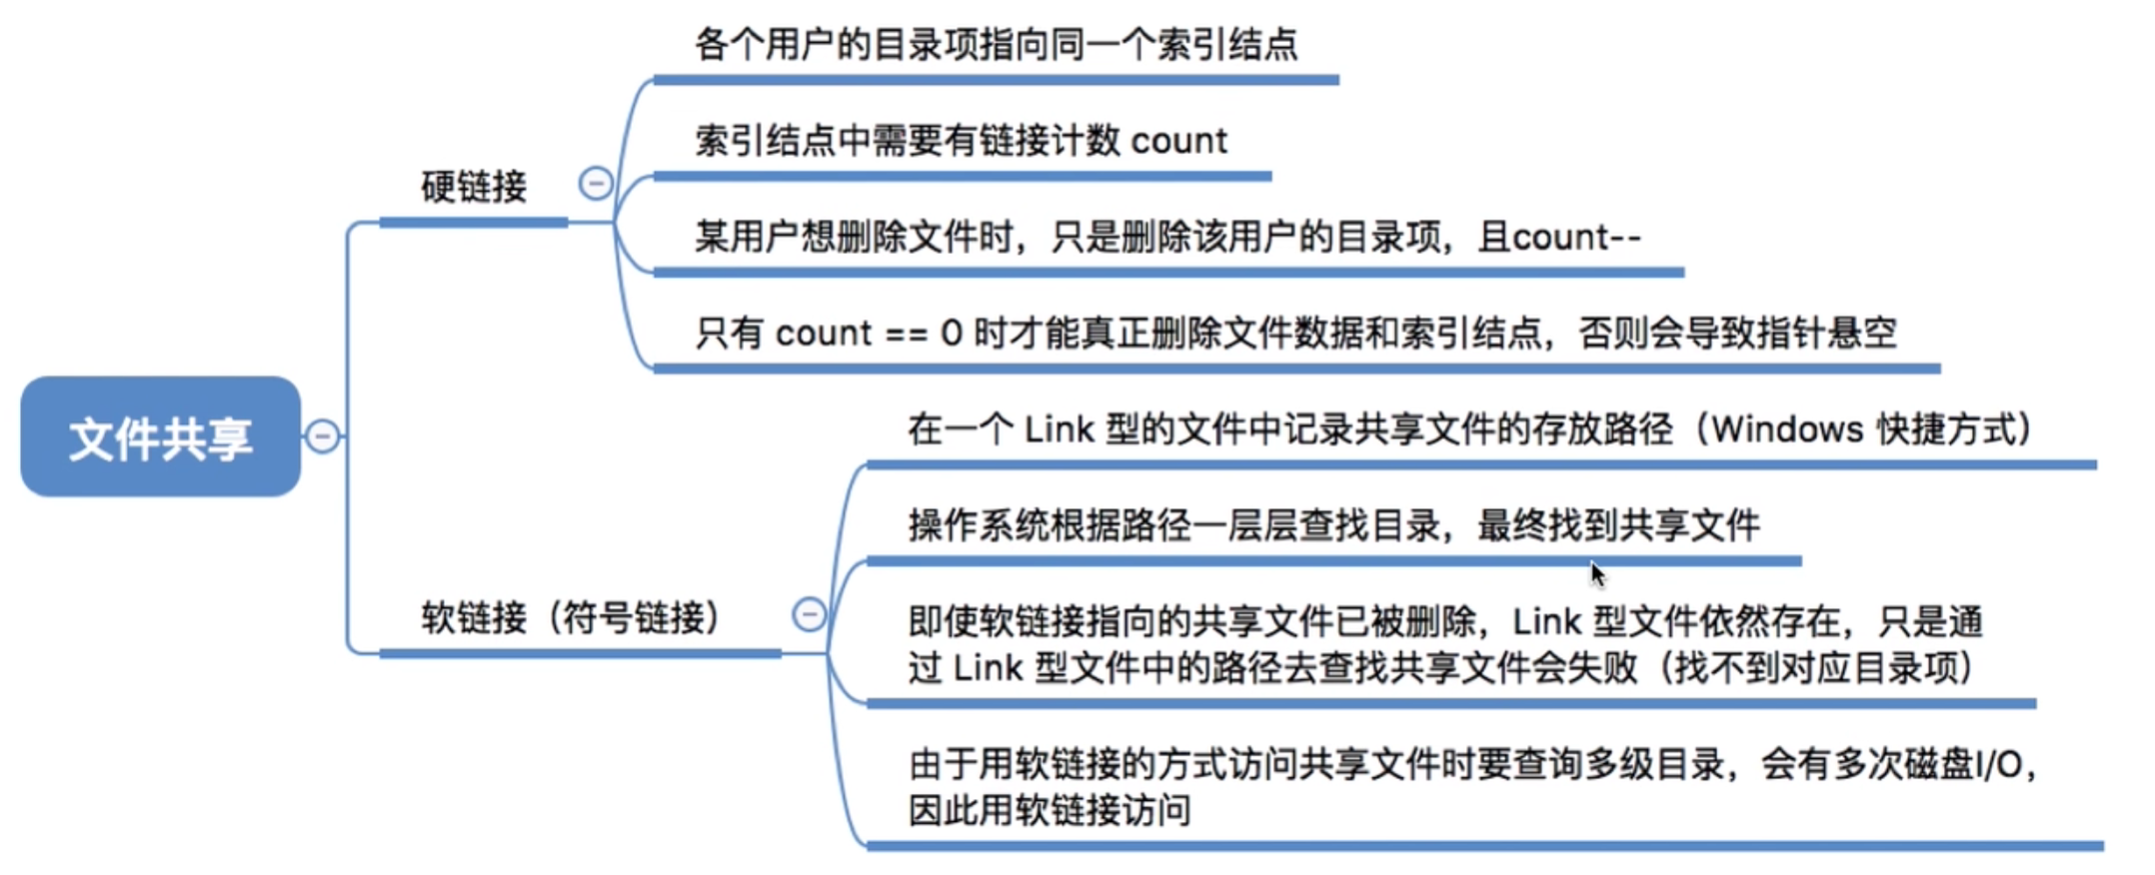 文件共享
硬链接
各个用户的目录项指向同一个索引结点
索引结点中需要有链接计数 count
某用户想删除文件时，只是删除该用户的目录项，且count--
只有 count == 0 时才能真正删除文件数据和索引结点，否则会导致指针悬空
软链接（符号链接）
在一个 Link 型的文件中记录共享文件的存放路径（Windows 快捷方式）
操作系统根据路径一层层查找目录，最终找到共享文件
即使软链接指向的共享文件已被删除，Link 型文件依然存在，只是通
过 Link 型文件中的路径去查找共享文件会失败（找不到对应目录项）
由于用软链接的方式访问共享文件时要查询多级目录，会有多次磁盘I/O，
因此用软链接访问